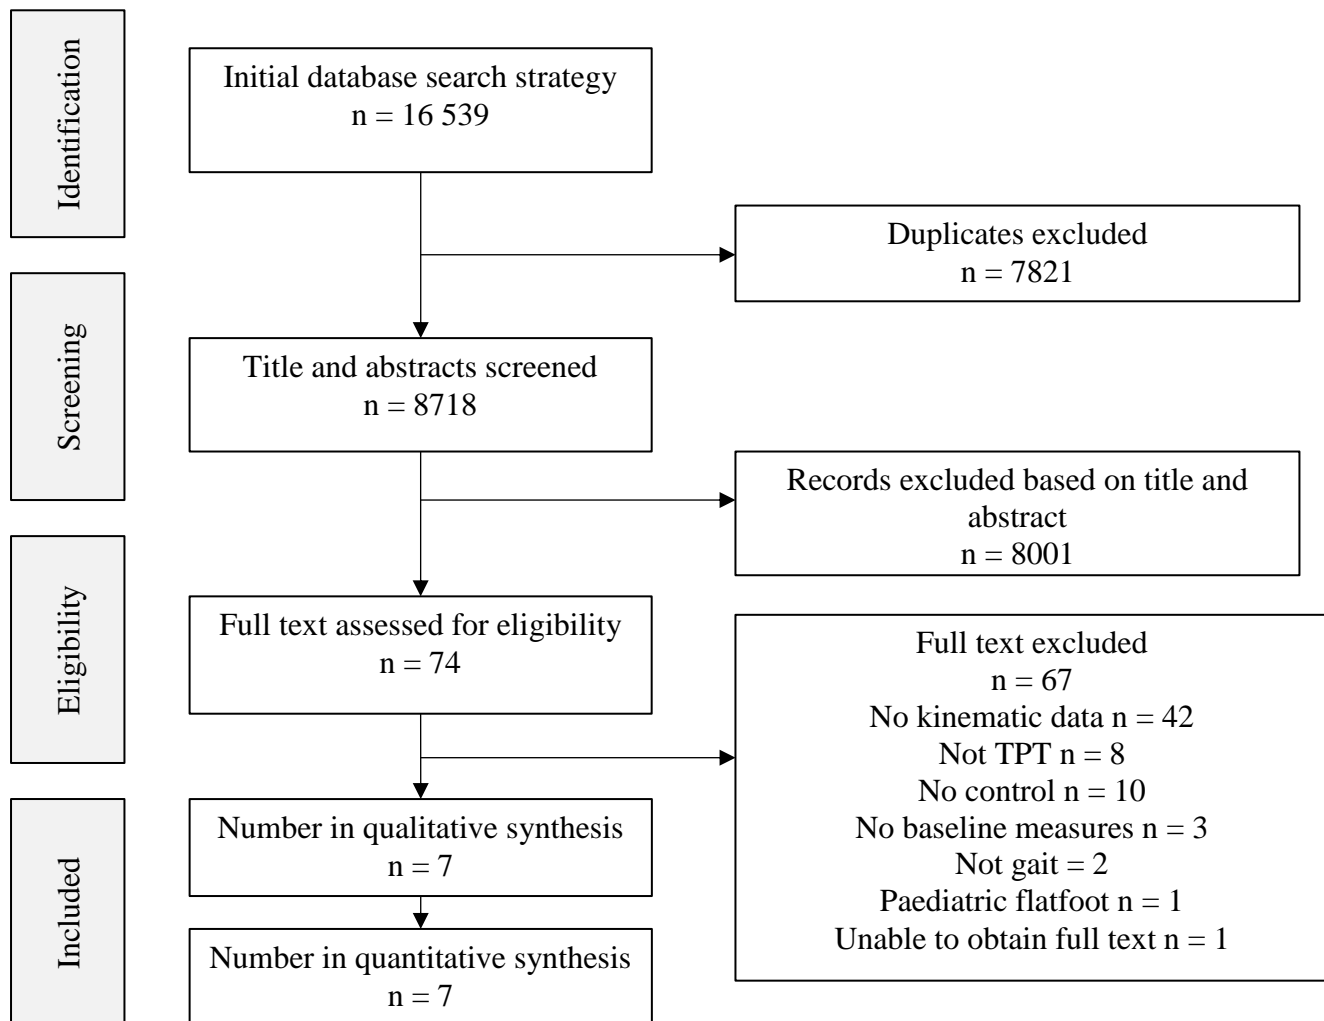 Identification
Initial database search strategy
n = 16 539
Duplicates excluded
n = 7821
Screening
Title and abstracts screened
n = 8718
Records excluded based on title and
abstract
n = 8001
Eligibility
Full text assessed for eligibility
n = 74
Full text excluded
n = 67
No kinematic data n = 42
Not TPT n = 8
No control n = 10
No baseline measures n = 3
Not gait = 2
Paediatric flatfoot n = 1
Unable to obtain full text n = 1
Included
Number in qualitative synthesis
n = 7
Number in quantitative synthesis
n = 7